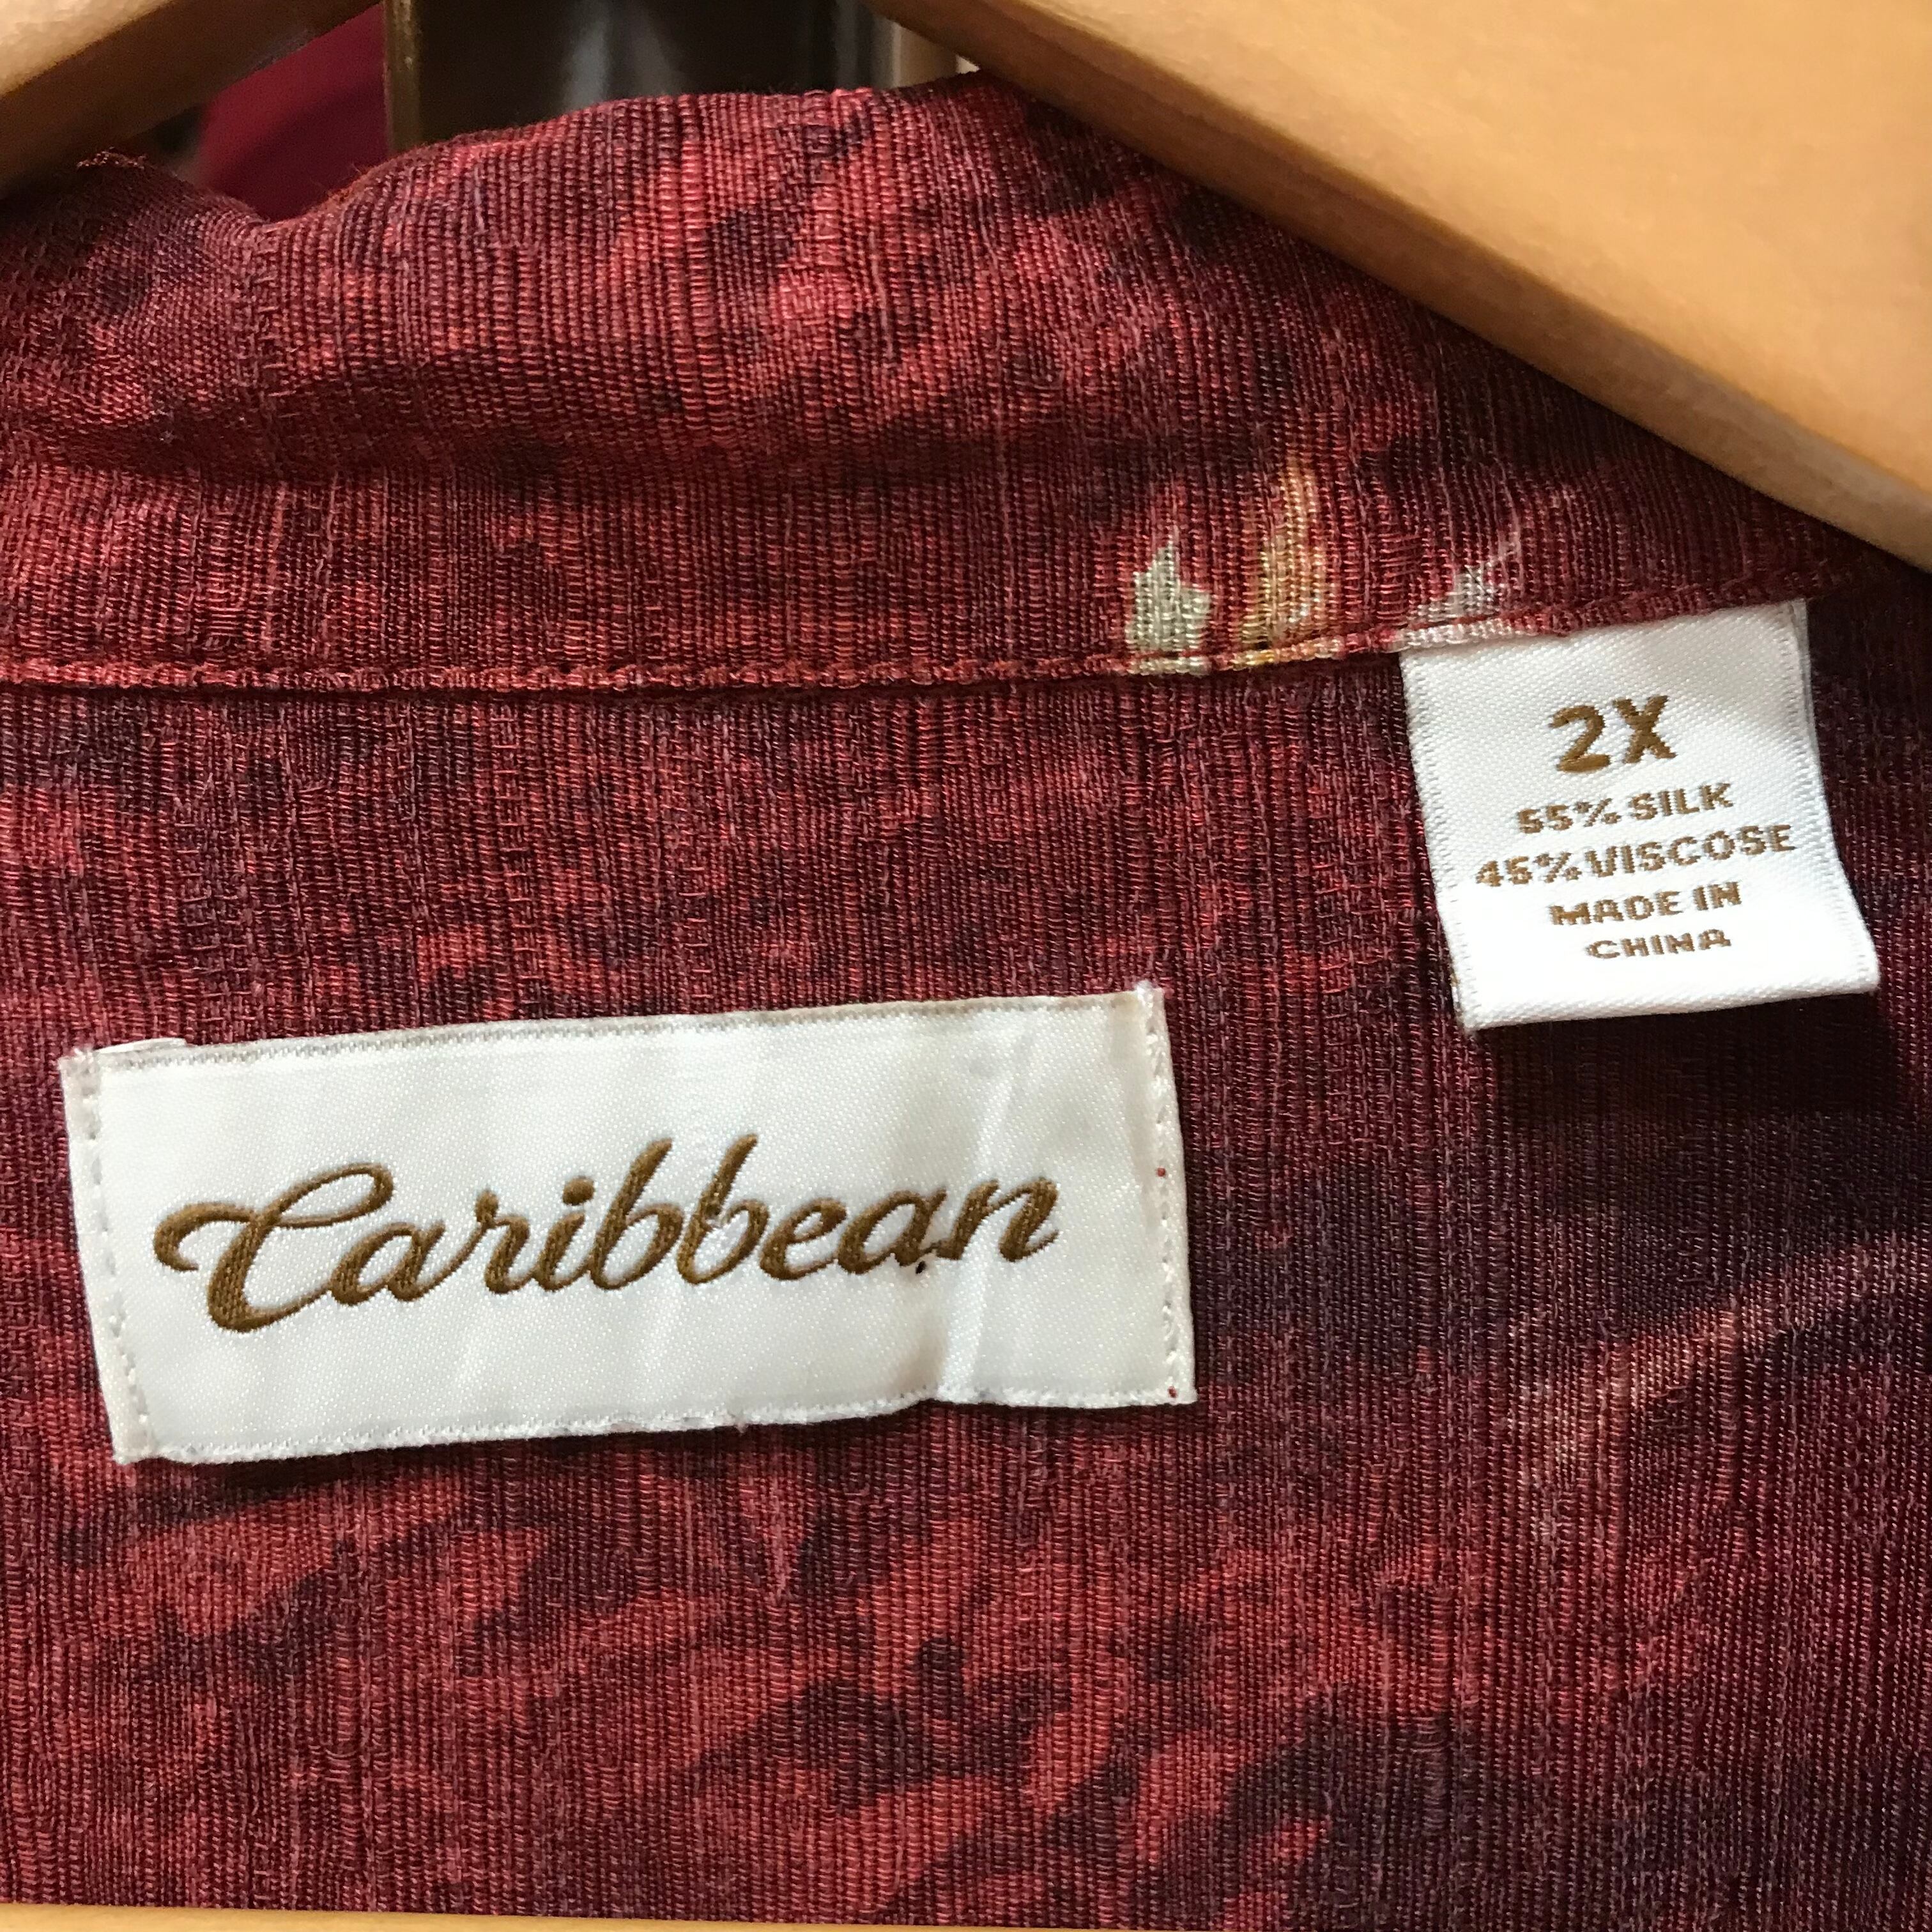 2X
55% SILK
45% VISCOSE
MADE IN
CHINA
Caribbean